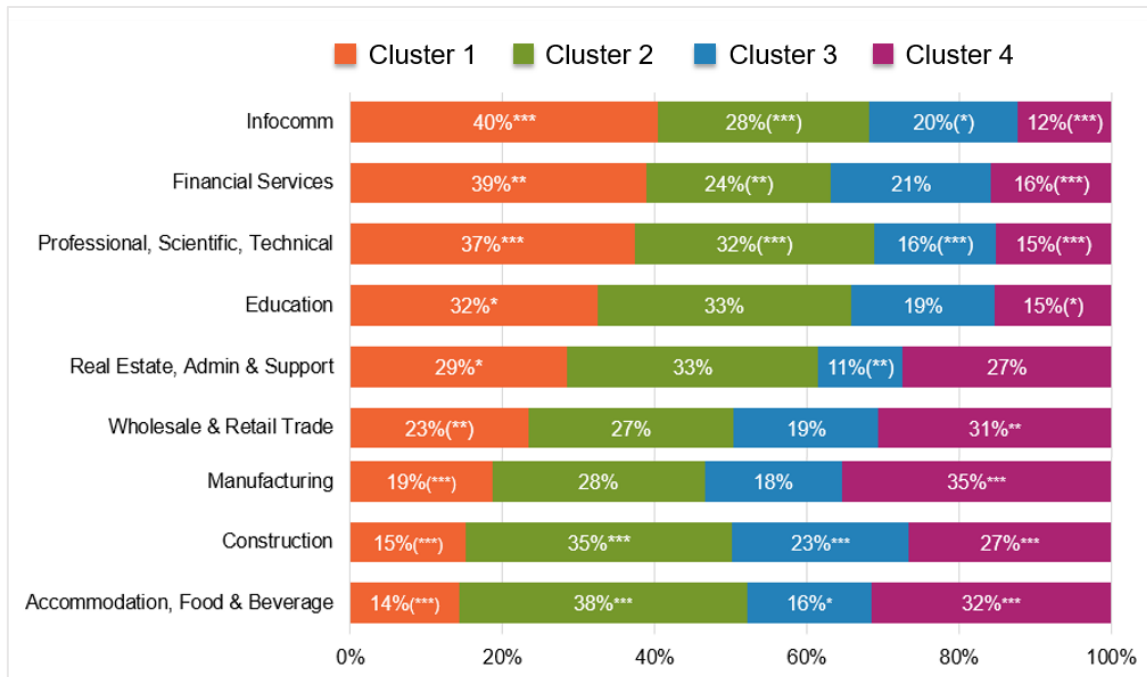 Cluster 1 Cluster 2 Cluster 3 Cluster 4
Infocomm 40%*** 28%(***) 20%(*) 12%(***)
Financial Services 39%** 24%(**) 21% 16%(***)
Professional, Scientific, Technical 37%*** 32%(***) 16%(***) 15%(***)
Education 32%* 33% 19% 15%(*)
Real Estate, Admin & Support 29%* 33% 11%(**) 27%
Wholesale & Retail Trade 23%(**) 27% 19% 31%**
Manufacturing 19%(***) 28% 18% 35%***
Construction 15%(***) 35%*** 23%*** 27%***
Accommodation, Food & Beverage 14%(***) 38%*** 16%* 32%***
0% 20% 40% 60% 80% 100%